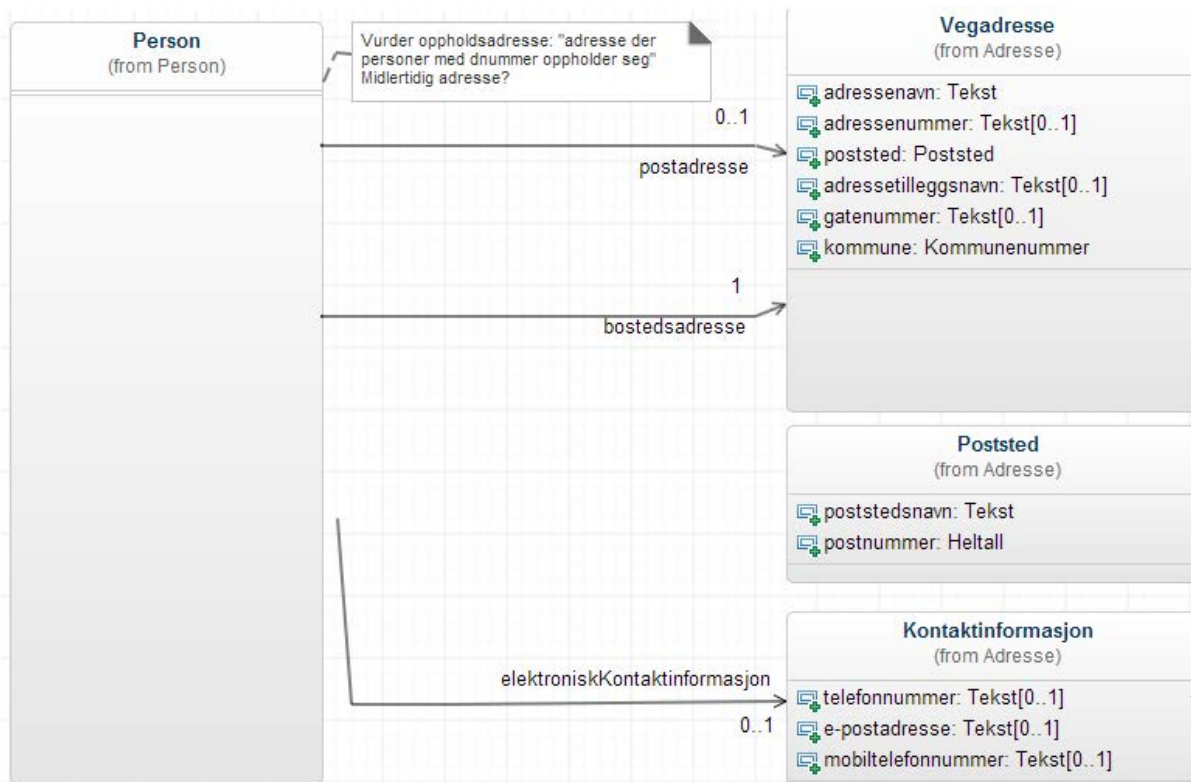 Person
(from Person)
Vurder oppholdsadresse: "adresse der
personer med dnummer oppholder seg"
Midlertidig adresse?
0..1
postadresse
1
bostedsadresse
elektroniskKontaktinformasjon
0..1
Vegadresse
(from Adresse)
adressenavn: Tekst
adressenummer: Tekst[0..1]
poststed: Poststed
adressetilleggsnavn: Tekst[0..1]
gatenummer: Tekst[0..1]
kommune: Kommunenummer
Poststed
(from Adresse)
poststedsnavn: Tekst
postnummer: Heltall
Kontaktinformasjon
(from Adresse)
telefonnummer: Tekst[0..1]
e-postadresse: Tekst[0..1]
mobiltelefonnummer: Tekst[0..1]